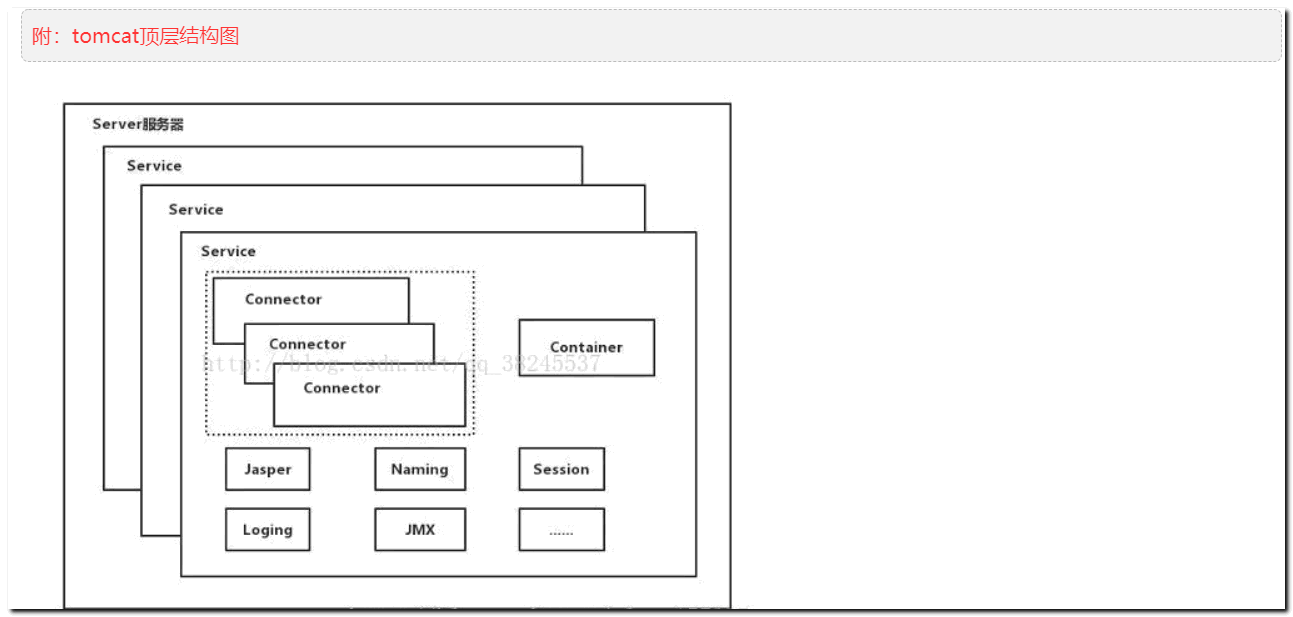 附：tomcat顶层结构图
Server服务器
Service
Service
Service
Connector
Connector
http://blog.csdn.net/qq_38245537
Connector
Container
Jasper
Naming
Session
Loging
JMX
......